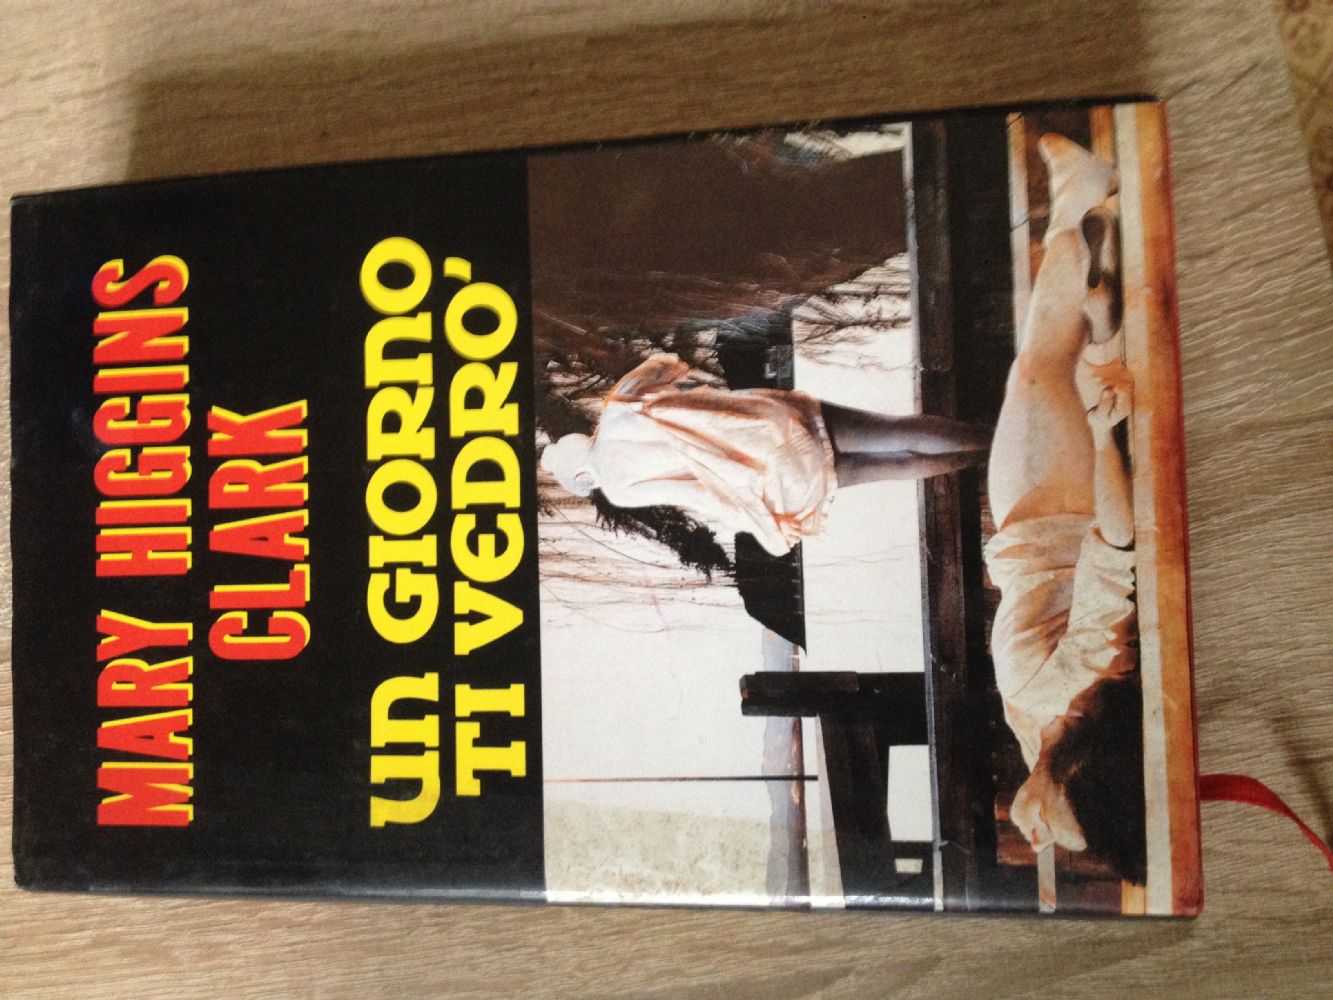 MARY HIGGINS
CLARK
UN GIORNO
TI VEDRO'